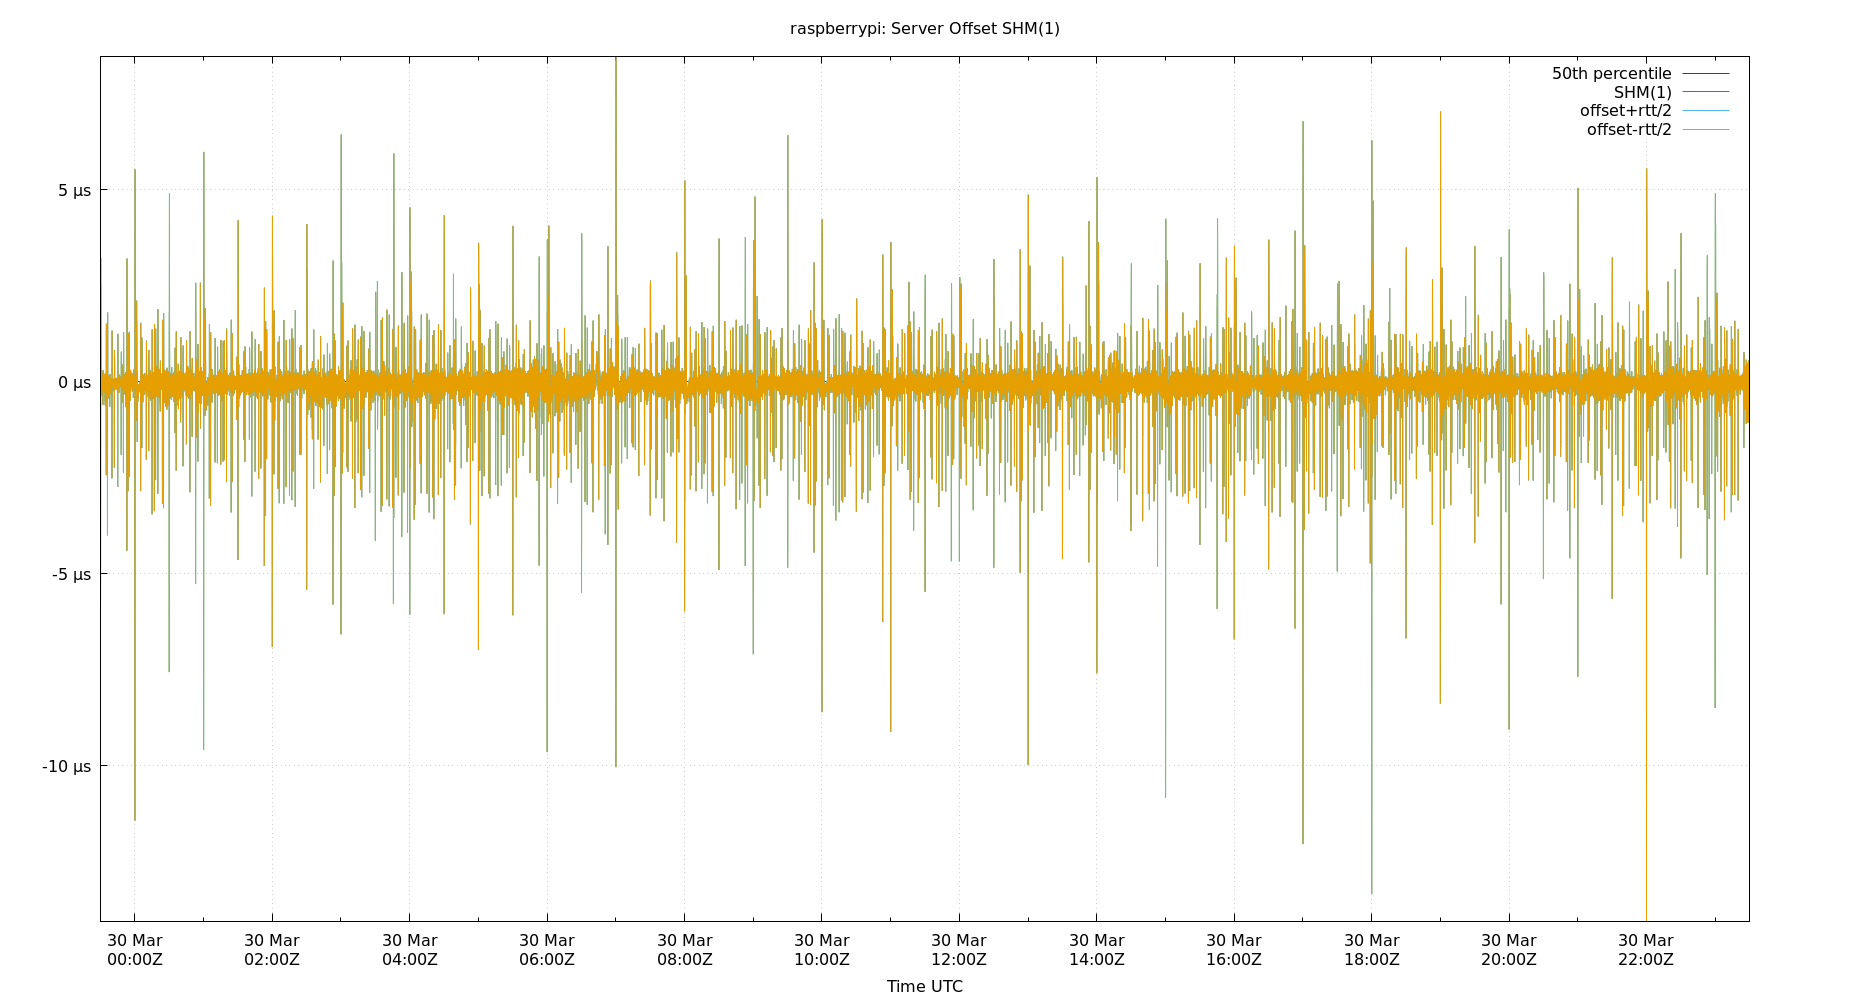 raspberrypi: Server Offset SHM(1)
50th percentile
SHM(1)
offset+rtt/2
offset-rtt/2
5 µs
0 µs
-5 µs
-10 µs
30 Mar 30 Mar 30 Mar 30 Mar 30 Mar 30 Mar 30 Mar 30 Mar 30 Mar 30 Mar 30 Mar 30 Mar
00:00Z 02:00Z 04:00Z 06:00Z 08:00Z 10:00Z 12:00Z 14:00Z 16:00Z 18:00Z 20:00Z 22:00Z
Time UTC